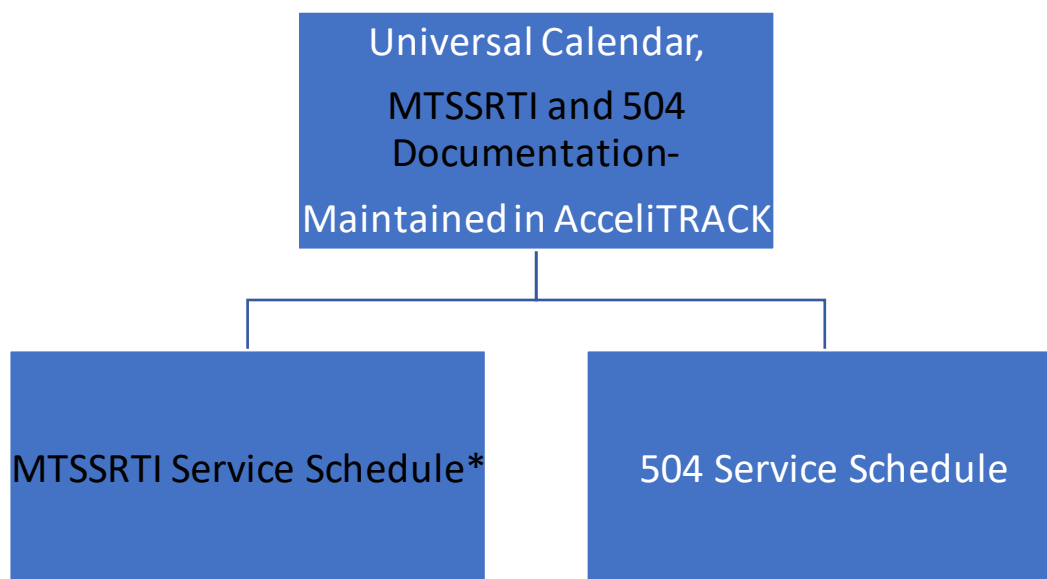 Universal Calendar,
MTSSRTI and 504
Documentation-
Maintained in AcceliTRACK
MTSSRTI Service Schedule*
504 Service Schedule